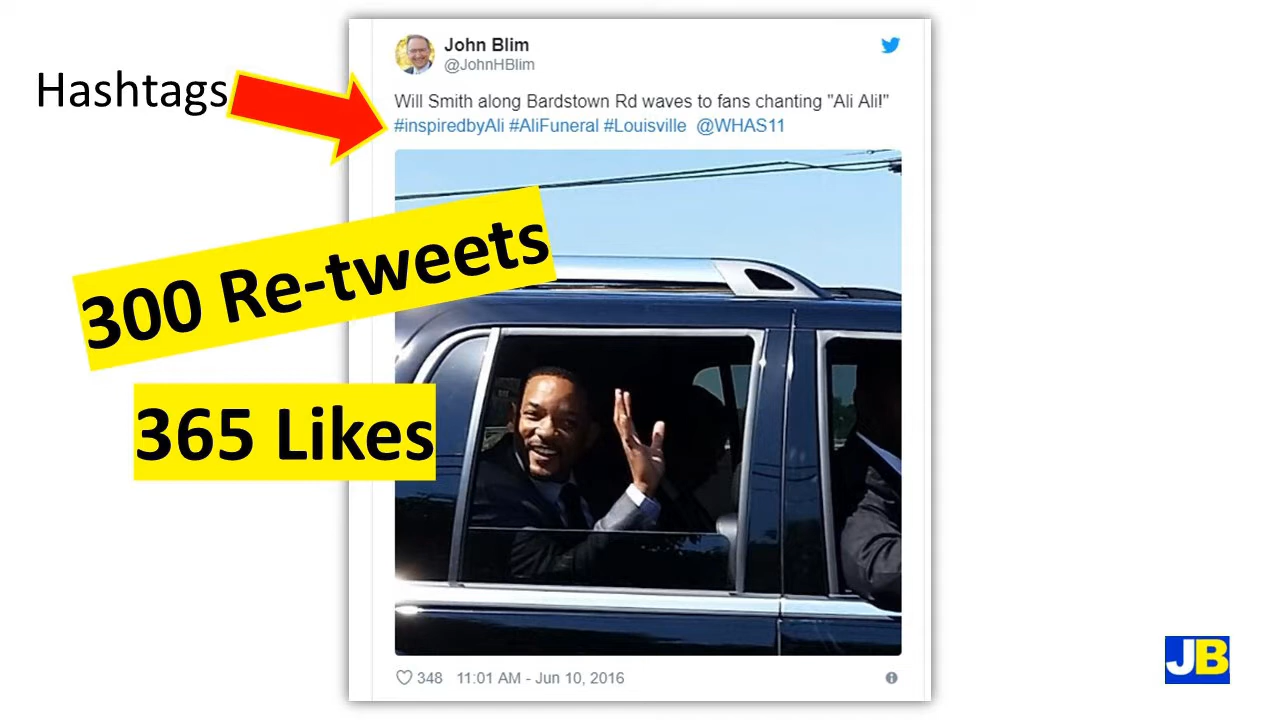 John Blim
@JohnHBlim
Hashtags
Will Smith along Bardstown Rd waves to fans chanting "Ali Ali!"
#inspiredbyAli #AliFuneral #Louisville @WHAS11
300 Re-tweets
365 Likes
348 11:01 AM - Jun 10, 2016
JB